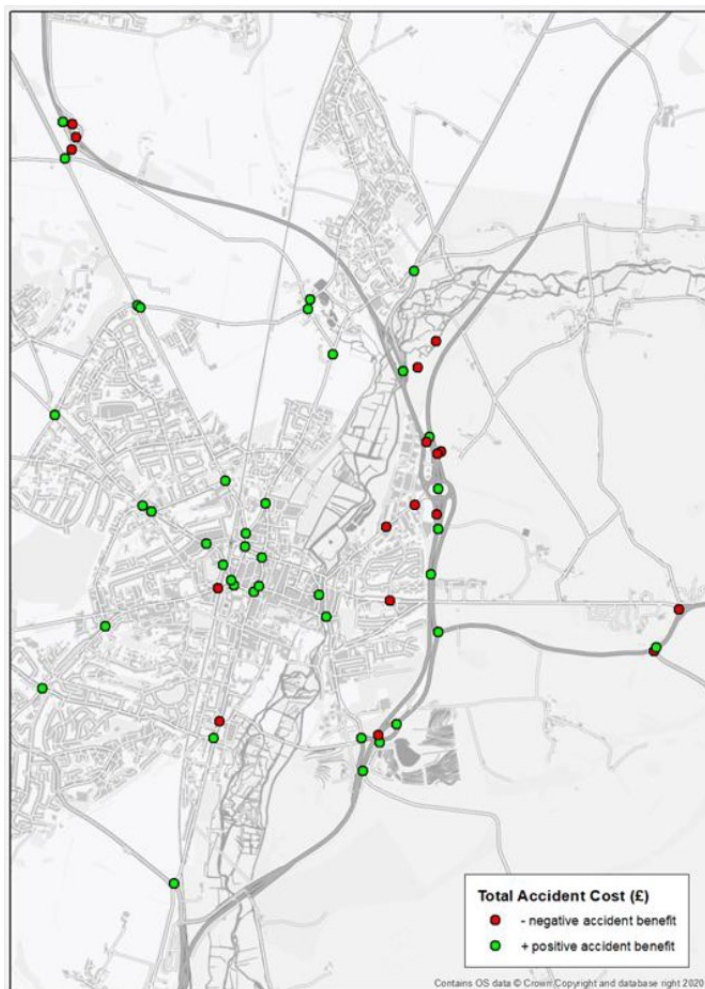 Total Accident Cost (£)
- negative accident benefit
+ positive accident benefit
Contains OS data © Crown Copyright and database right 2020